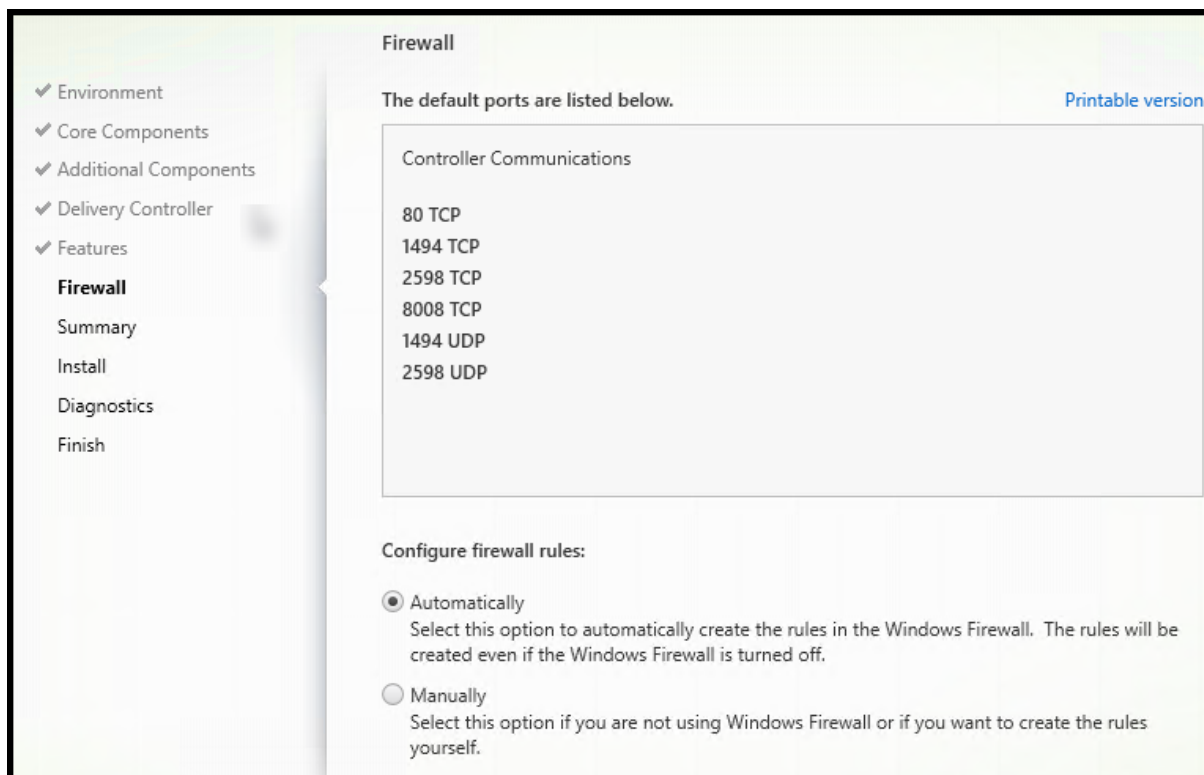 Firewall
Environment
Core Components
Additional Components
Delivery Controller
Features
Firewall
Summary
Install
Diagnostics
Finish
The default ports are listed below.
Printable version
Controller Communications
80 TCP
1494 TCP
2598 TCP
8008 TCP
1494 UDP
2598 UDP
Configure firewall rules:
Automatically
Select this option to automatically create the rules in the Windows Firewall.  The rules will be
created even if the Windows Firewall is turned off.
Manually
Select this option if you are not using Windows Firewall or if you want to create the rules
yourself.